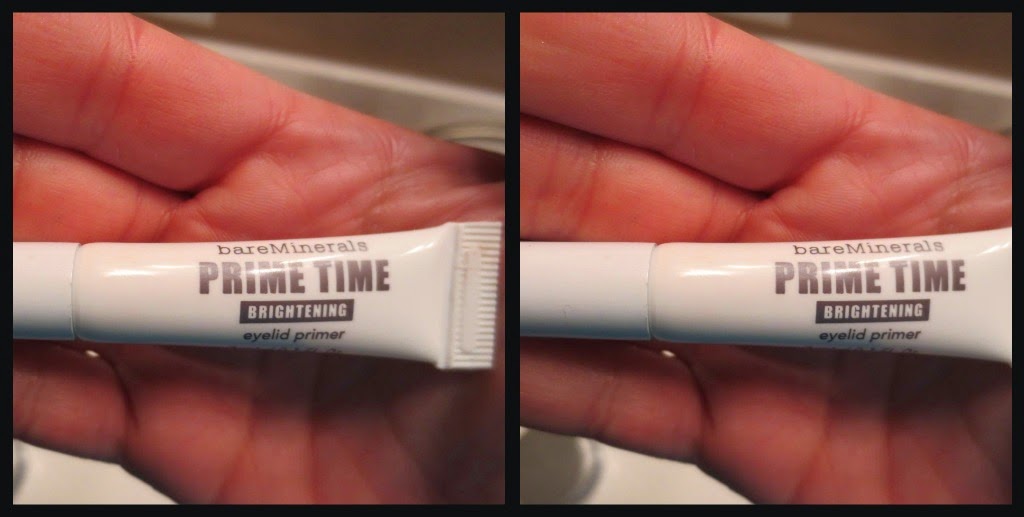 bareMinerals
PRIME TIME
BRIGHTENING
eyelid primer
bareMinerals
PRIME TIME
BRIGHTENING
eyelid primer